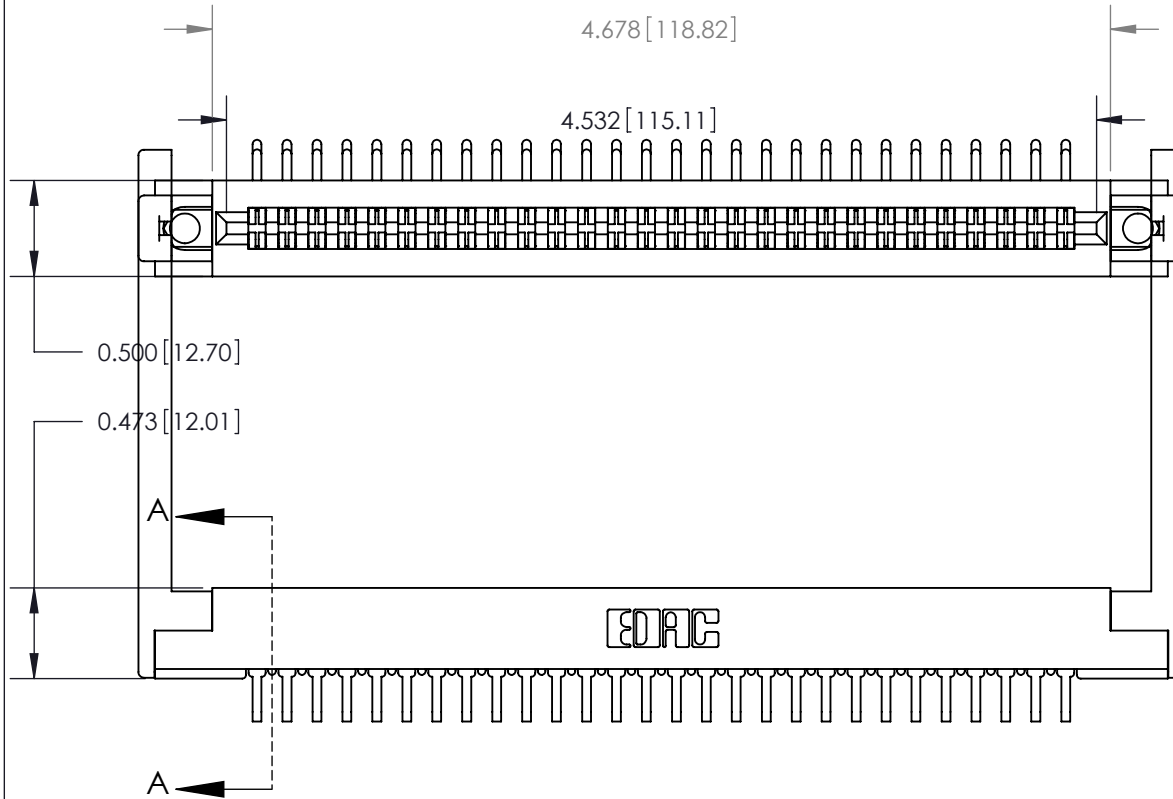 4.678 [118.82]
4.532 [115.11]
0.500 [12.70]
0.473 [12.01]
A
EDAC
A